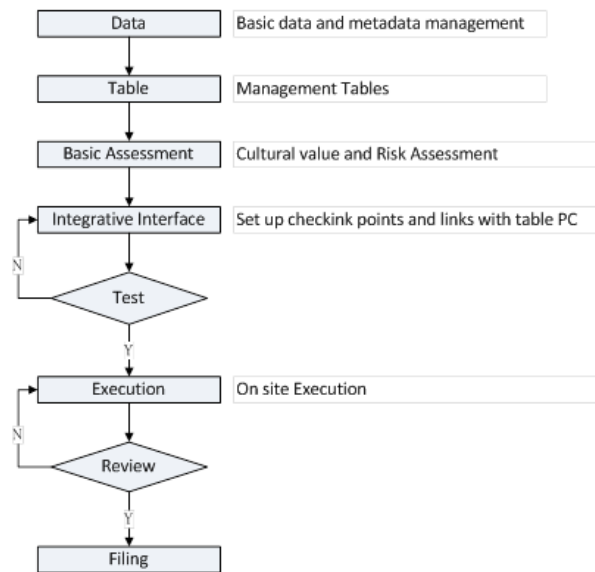 Data
Basic data and metadata management
Table
Management Tables
Basic Assessment
Cultural value and Risk Assessment
Integrative Interface
Set up checkink points and links with table PC
N
Test
Y
Execution
On site Execution
N
Review
Y
Filing